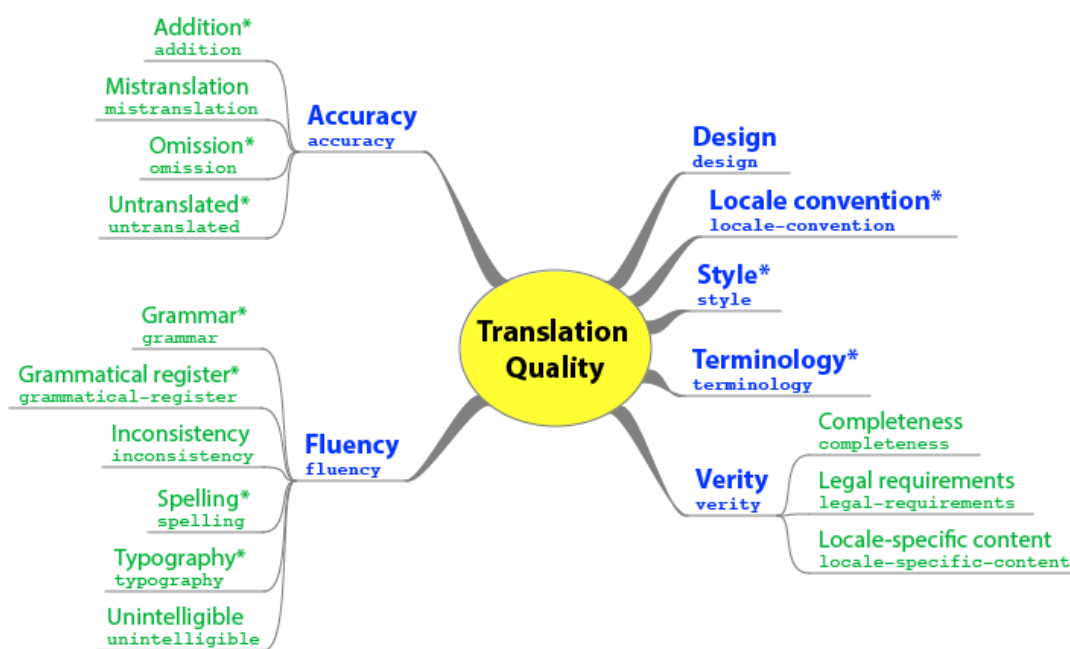 Addition*
addition
Mistranslation
mistranslation
Omission*
omission
Untranslated*
untranslated
Accuracy
accuracy
Grammar*
grammar
Grammatical register*
grammatical-register
Inconsistency
inconsistency
Spelling*
spelling
Typography*
typography
Unintelligible
unintelligible
Fluency
fluency
Translation
Quality
Design
design
Locale convention*
locale-convention
Style*
style
Terminology*
terminology
Verity
verity
Completeness
completeness
Legal requirements
legal-requirements
Locale-specific content
locale-specific-content